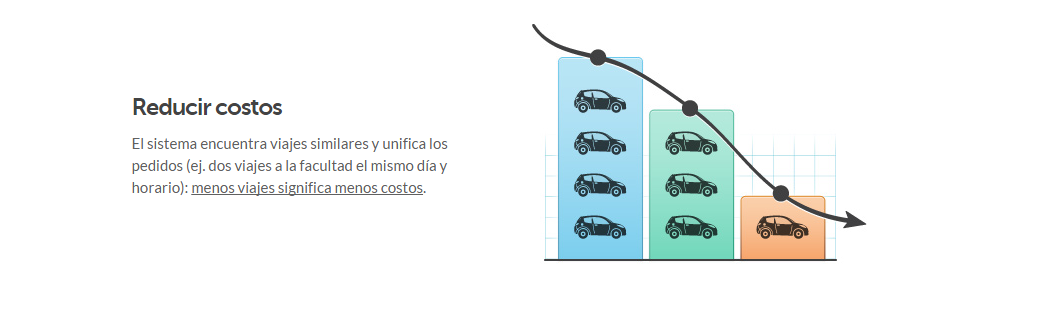 Reducir costos
El sistema encuentra viajes similares y unifica los
pedidos (ej. dos viajes a la facultad el mismo día y
horario): menos viajes significa menos costos.